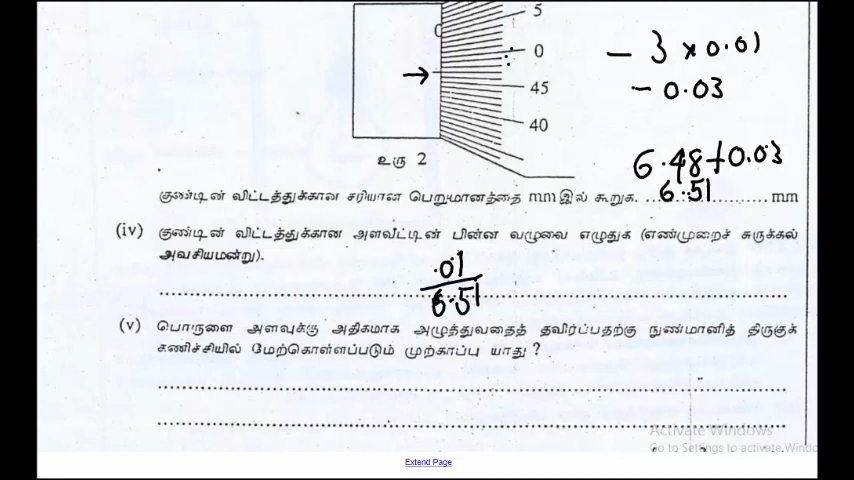 5
0
0
45
40
– 3 × 0.01
– 0.03
6.48+0.03
உரு 2
குண்டின் விட்டத்துக்கான சரியான பெறுமானத்தை mm இல் கூறுக. 6.51 mm
(iv) குண்டின் விட்டத்துக்கான அளவீட்டின் பின்ன வழுவை எழுதுக (எண்முறைச் சுருக்கல்
அவசியமன்று).
.01
6.51
(v) பொருளை அளவுக்கு அதிகமாக அழுத்துவதைத் தவிர்ப்பதற்கு நுண்மானித் திருகுக்
கணிச்சியில் மேற்கொள்ளப்படும் முற்காப்பு யாது ?
Activate Windows
Go to Settings to activate Windo
Extend Page